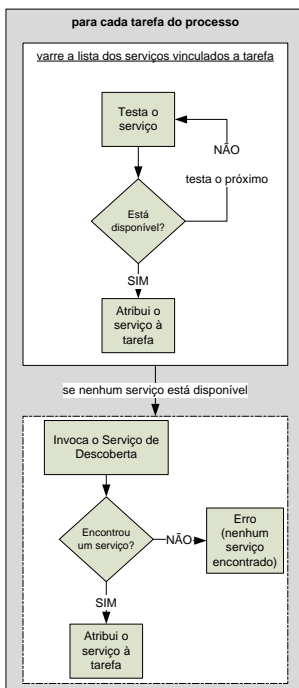 para cada tarefa do processo
varre a lista dos serviços vinculados a tarefa
Testa o
serviço
NÃO
testa o próximo
Está
disponível?
SIM
Atribui o
serviço à
tarefa
se nenhum serviço está disponível
Invoca o Serviço de
Descoberta
Encontrou
um serviço?
NÃO
Erro
(nenhum
serviço
encontrado)
SIM
Atribui o
serviço à
tarefa